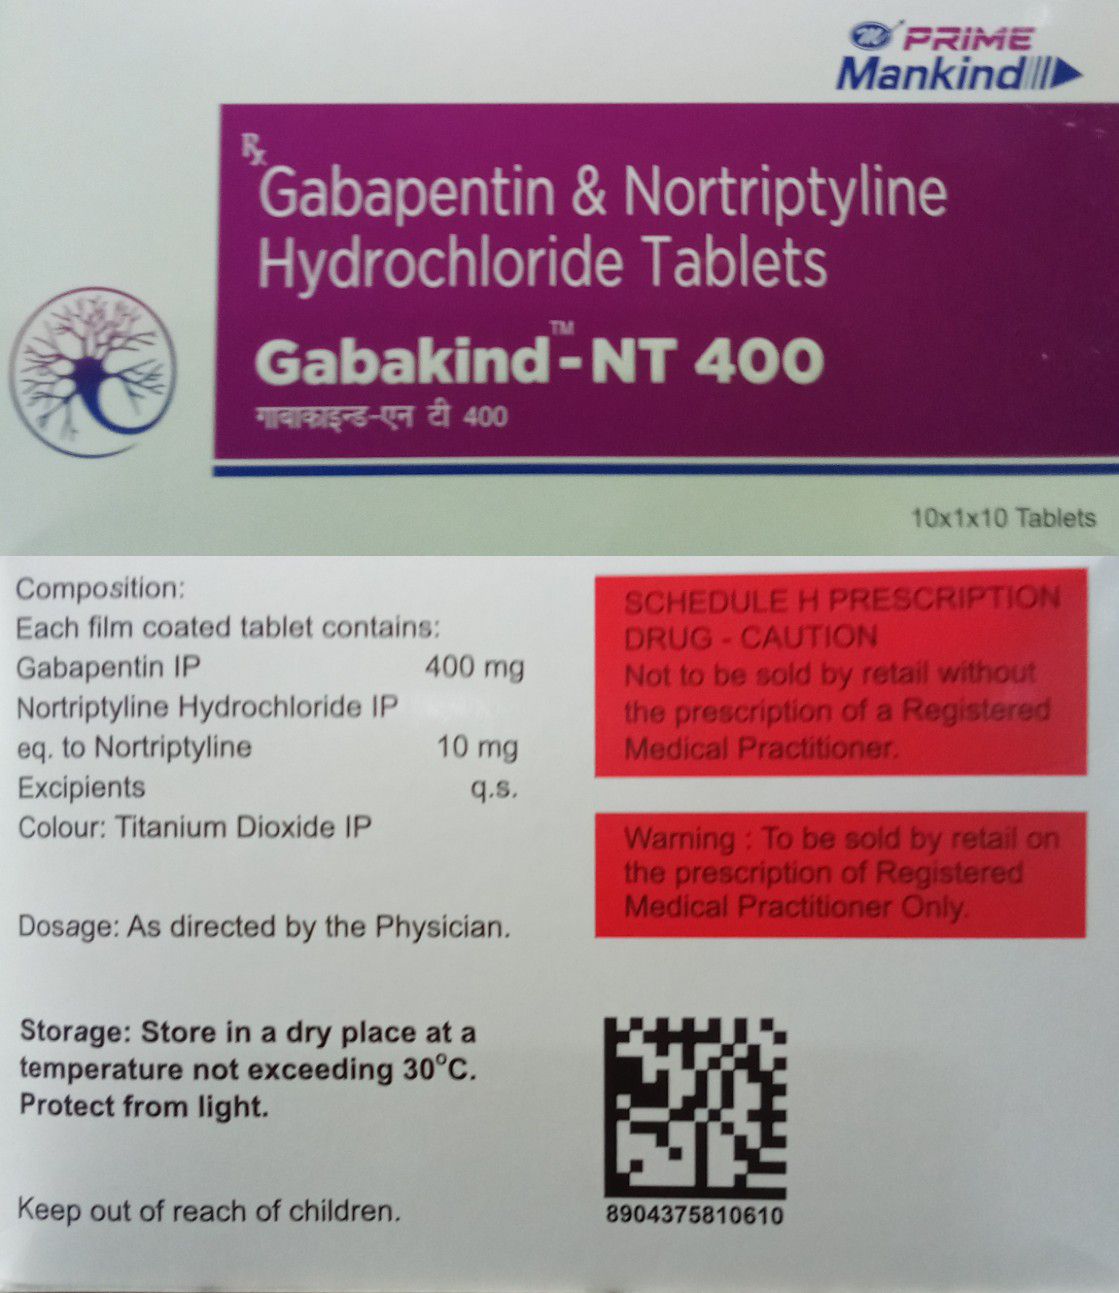 PRIME
Mankind
Rx
Gabapentin & Nortriptyline
Hydrochloride Tablets
Gabakind™-NT 400
गाबाकाइन्ड-एन टी 400
10x1x10 Tablets
Composition:
Each film coated tablet contains:
Gabapentin IP 400 mg
Nortriptyline Hydrochloride IP
eq. to Nortriptyline 10 mg
Excipients q.s.
Colour: Titanium Dioxide IP
Dosage: As directed by the Physician.
Storage: Store in a dry place at a
temperature not exceeding 30°C.
Protect from light.
Keep out of reach of children.
SCHEDULE H PRESCRIPTION
DRUG - CAUTION
Not to be sold by retail without
the prescription of a Registered
Medical Practitioner.
Warning : To be sold by retail on
the prescription of Registered
Medical Practitioner Only.
8904375810610